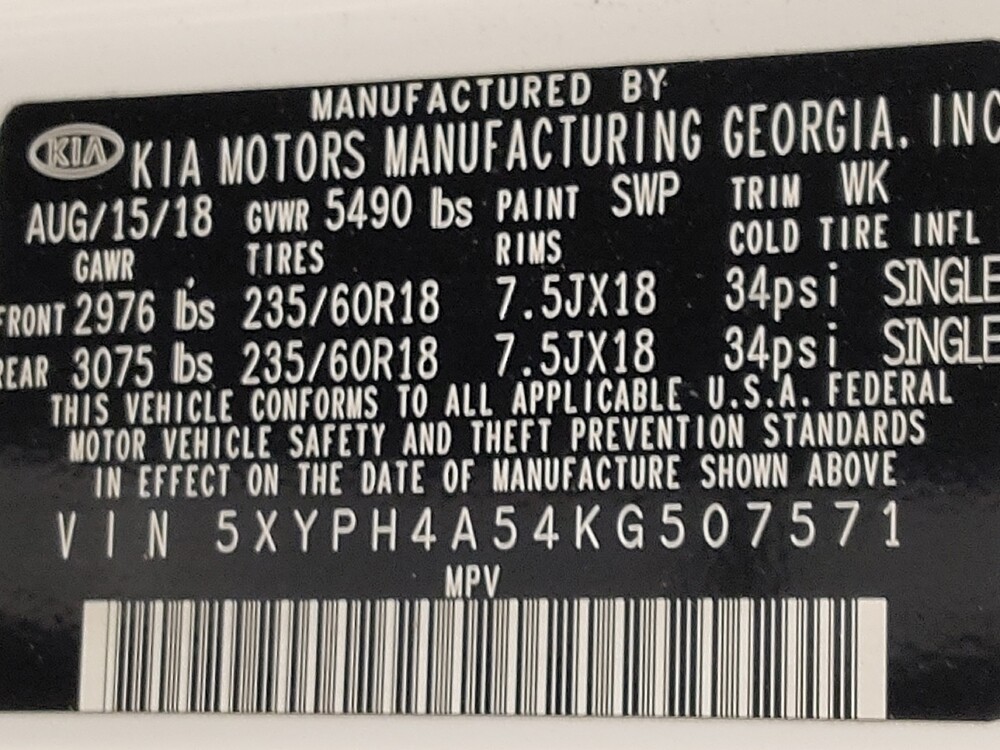 MANUFACTURED BY
KIA KIA MOTORS MANUFACTURING GEORGIA, INC
AUG/15/18 GVWR 5490 lbs PAINT SWP TRIM WK
GAWR TIRES RIMS COLD TIRE INFL
FRONT 2976 lbs 235/60R18 7.5JX18 34psi SINGLE
REAR 3075 lbs 235/60R18 7.5JX18 34psi SINGLE
THIS VEHICLE CONFORMS TO ALL APPLICABLE U.S.A. FEDERAL
MOTOR VEHICLE SAFETY AND THEFT PREVENTION STANDARDS
IN EFFECT ON THE DATE OF MANUFACTURE SHOWN ABOVE
VIN 5XYPH4A54KG507571
MPV